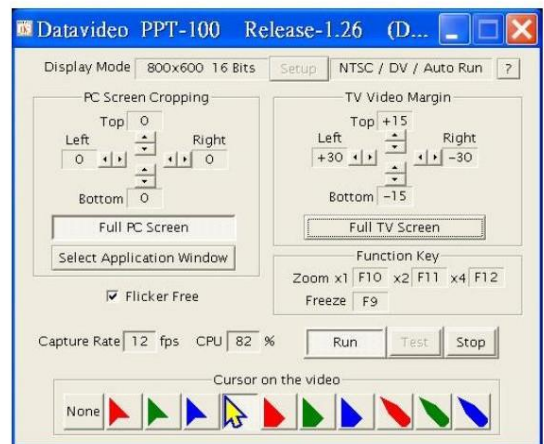 Datavideo PPT-100 Release-1.26 (D...
Display Mode 800x600 16 Bits Setup NTSC / DV / Auto Run ?
PC Screen Cropping
Top 0
Left Right
0 0
Bottom 0
Full PC Screen
Select Application Window
TV Video Margin
Top +15
Left Right
+30 -30
Bottom -15
Full TV Screen
Function Key
Zoom x1 F10 x2 F11 x4 F12
Freeze F9
Flicker Free
Capture Rate 12 fps CPU 82 % Run Test Stop
Cursor on the video
None